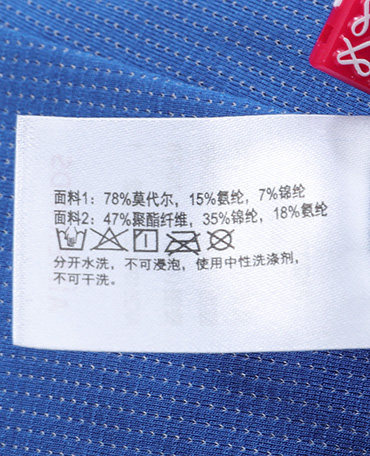 面料1：78%莫代尔，15%氨纶，7%锦纶
面料2：47%聚酯纤维，35%锦纶，18%氨纶
分开水洗，不可浸泡，使用中性洗涤剂，
不可干洗。